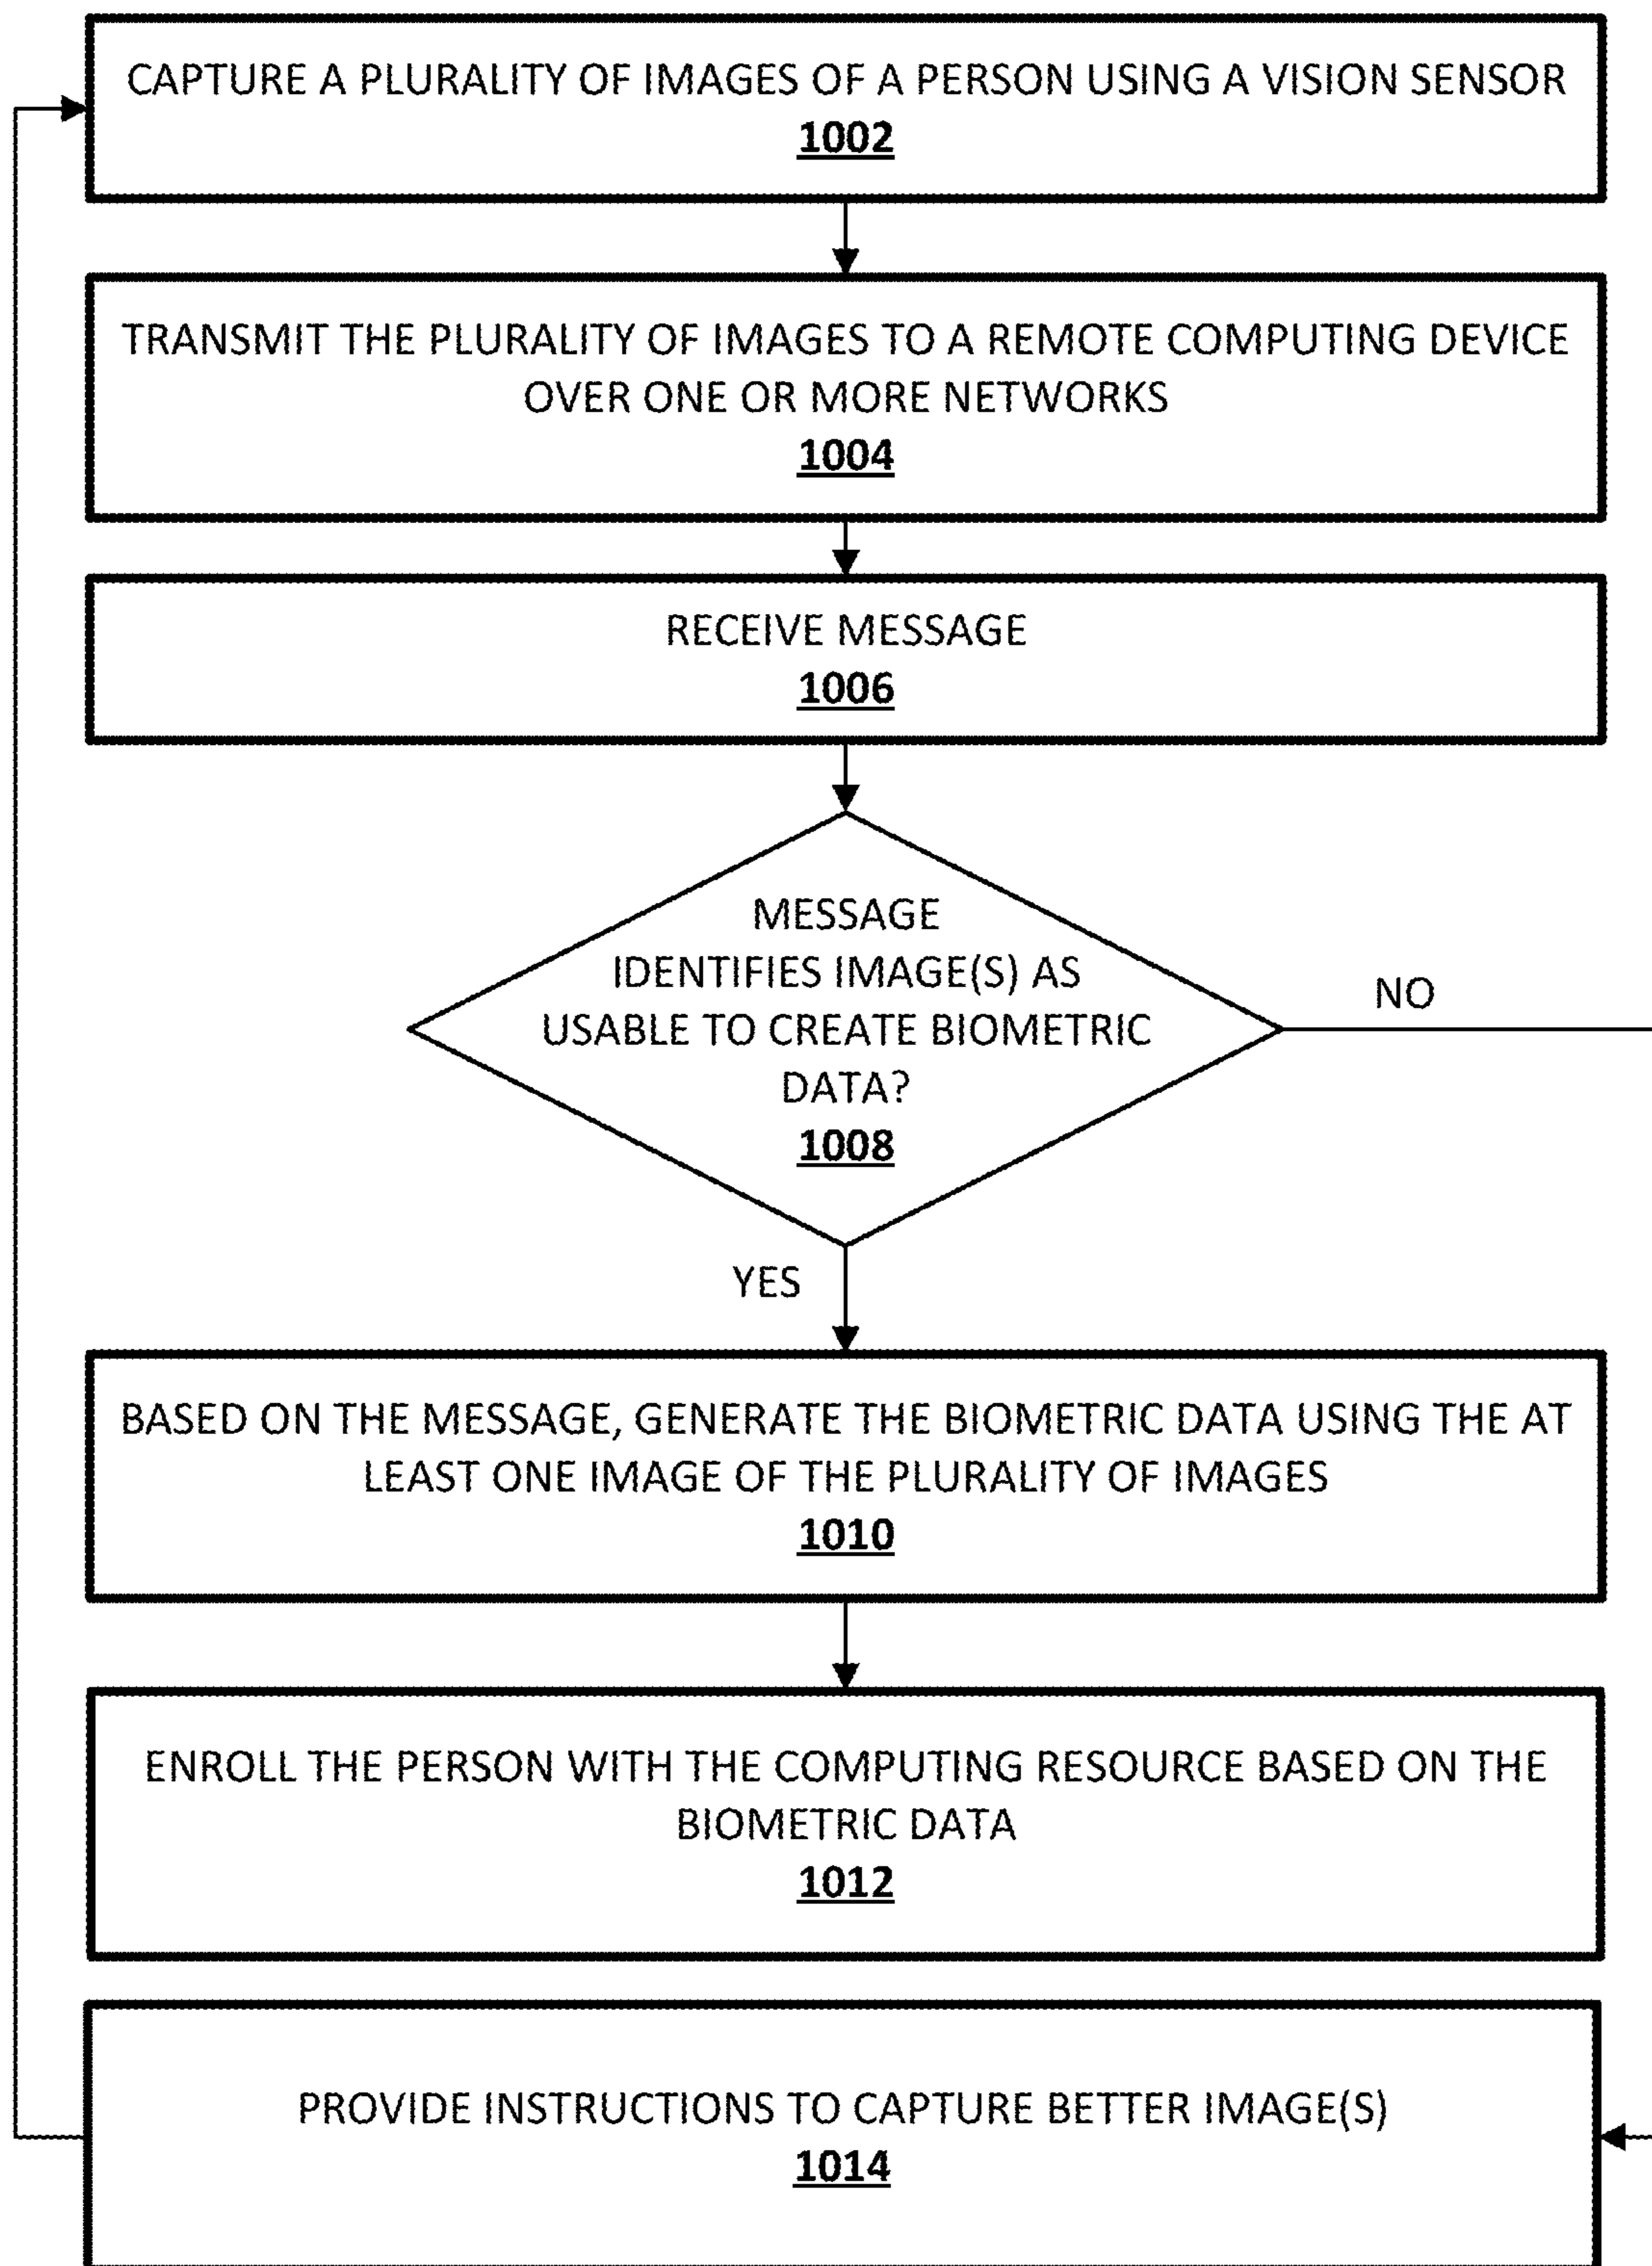 CAPTURE A PLURALITY OF IMAGES OF A PERSON USING A VISION SENSOR
1002
TRANSMIT THE PLURALITY OF IMAGES TO A REMOTE COMPUTING DEVICE
OVER ONE OR MORE NETWORKS
1004
RECEIVE MESSAGE
1006
MESSAGE
IDENTIFIES IMAGE(S) AS
USABLE TO CREATE BIOMETRIC
DATA?
1008
NO
YES
BASED ON THE MESSAGE, GENERATE THE BIOMETRIC DATA USING THE AT
LEAST ONE IMAGE OF THE PLURALITY OF IMAGES
1010
ENROLL THE PERSON WITH THE COMPUTING RESOURCE BASED ON THE
BIOMETRIC DATA
1012
PROVIDE INSTRUCTIONS TO CAPTURE BETTER IMAGE(S)
1014